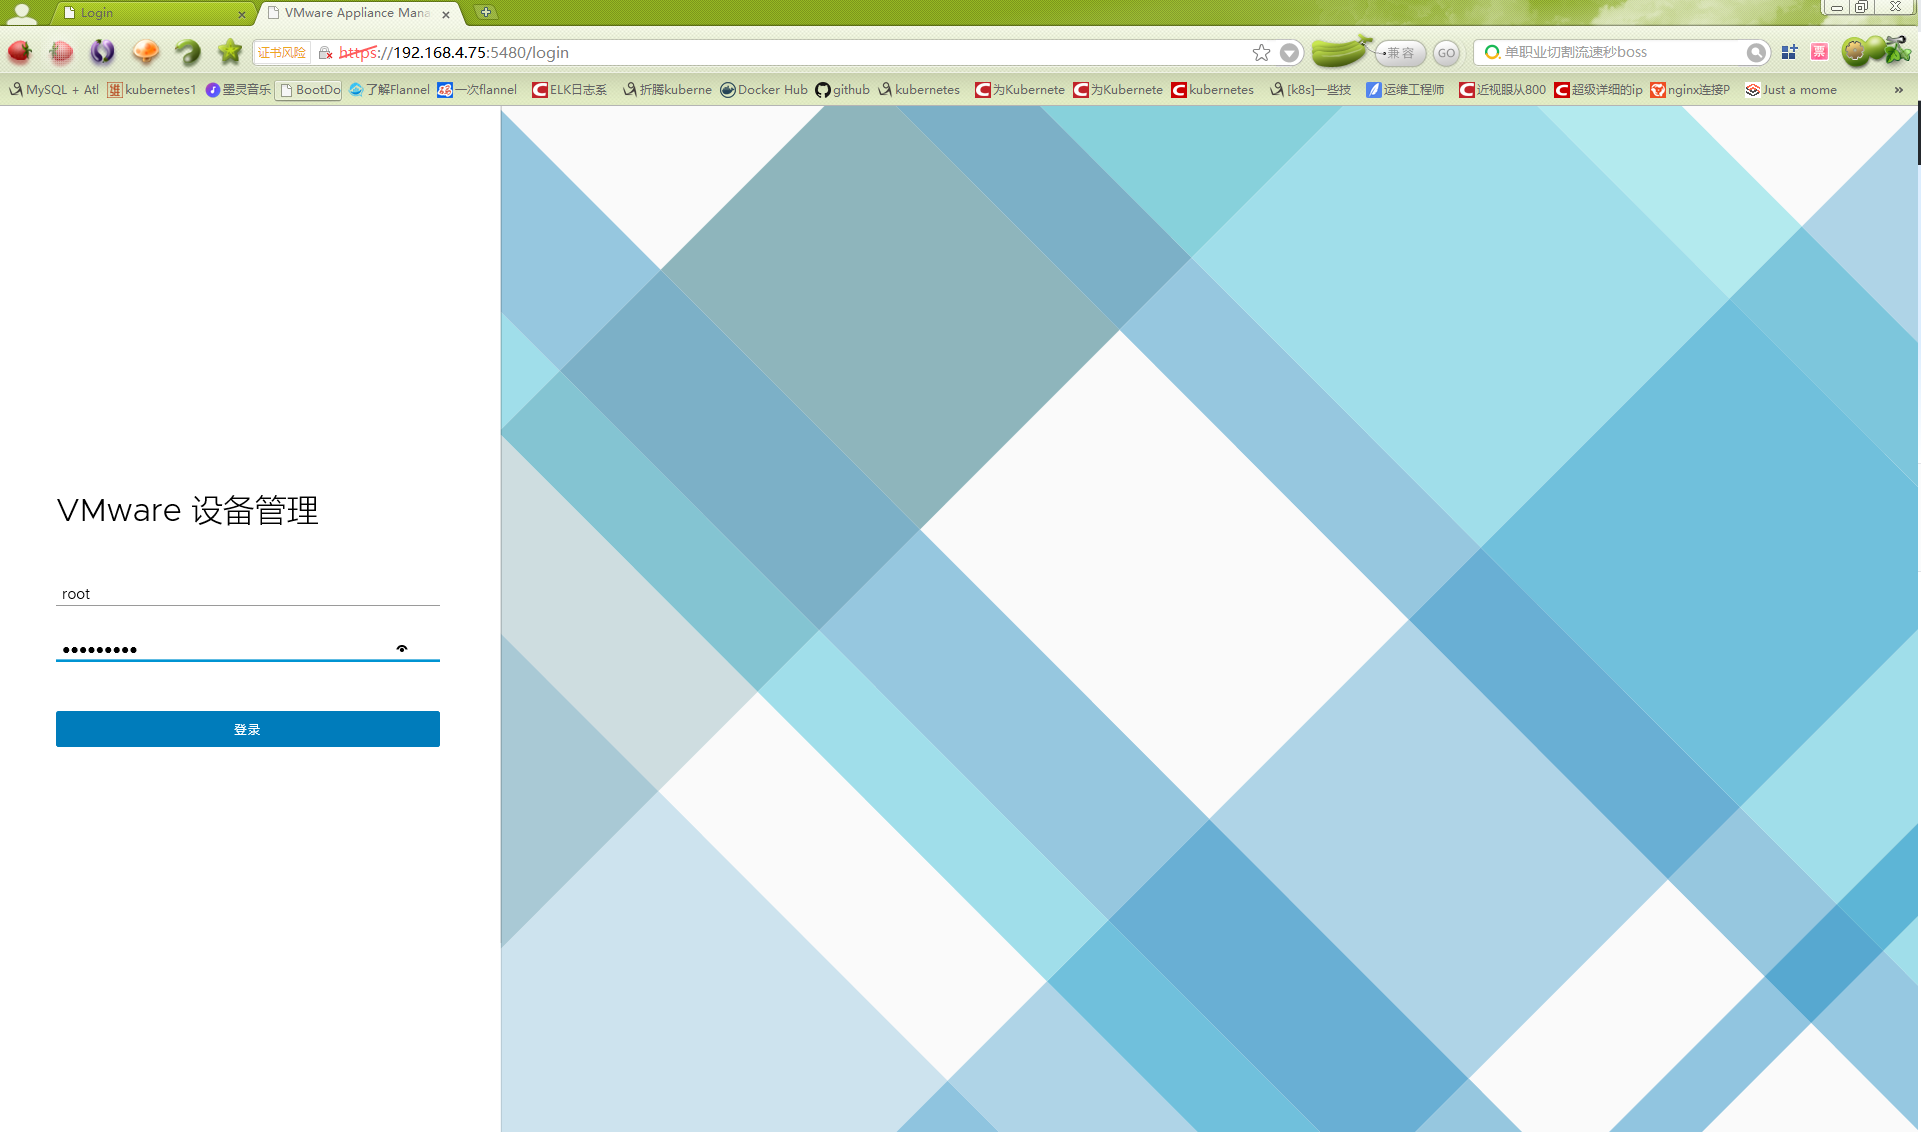 Login
VMware Appliance Mana
证书风险 https://192.168.4.75:5480/login 兼容 GO 单职业切割流速秒boss 票
MySQL + Atl kubernetes1 墨灵音乐 BootDo 了解Flannel 一次flannel ELK日志系 折腾kuberne Docker Hub github kubernetes 为Kubernete 为Kubernete kubernetes [k8s]一些技 运维工程师 近视眼从800 超级详细的ip nginx连接P Just a mome »
VMware 设备管理
root
•••••••••
登录